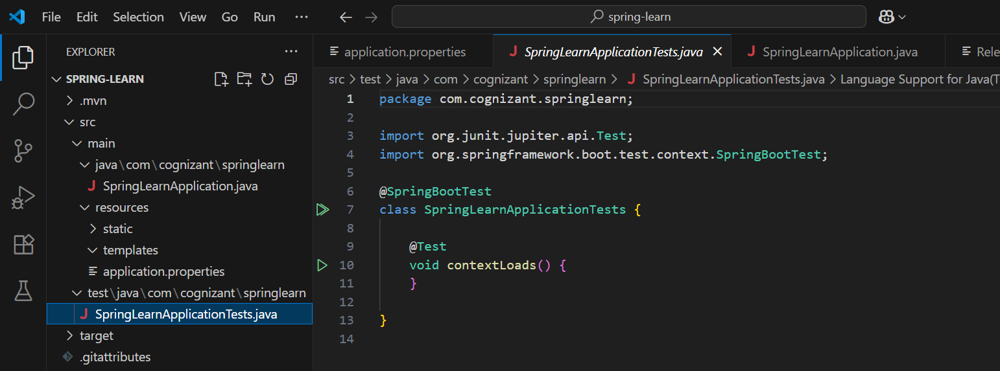 File Edit Selection View Go Run ... spring-learn
EXPLORER ...
application.properties SpringLearnApplicationTests.java SpringLearnApplication.java Rele
SPRING-LEARN
.mvn
src
main
java\com\cognizant\springlearn
SpringLearnApplication.java
resources
static
templates
application.properties
test\java\com\cognizant\springlearn
SpringLearnApplicationTests.java
target
.gitattributes
src > test > java > com > cognizant > springlearn > SpringLearnApplicationTests.java > Language Support for Java(T
1 package com.cognizant.springlearn;
2
3 import org.junit.jupiter.api.Test;
4 import org.springframework.boot.test.context.SpringBootTest;
5
6 @SpringBootTest
7 class SpringLearnApplicationTests {
8
9 @Test
10 void contextLoads() {
11 }
12
13 }
14